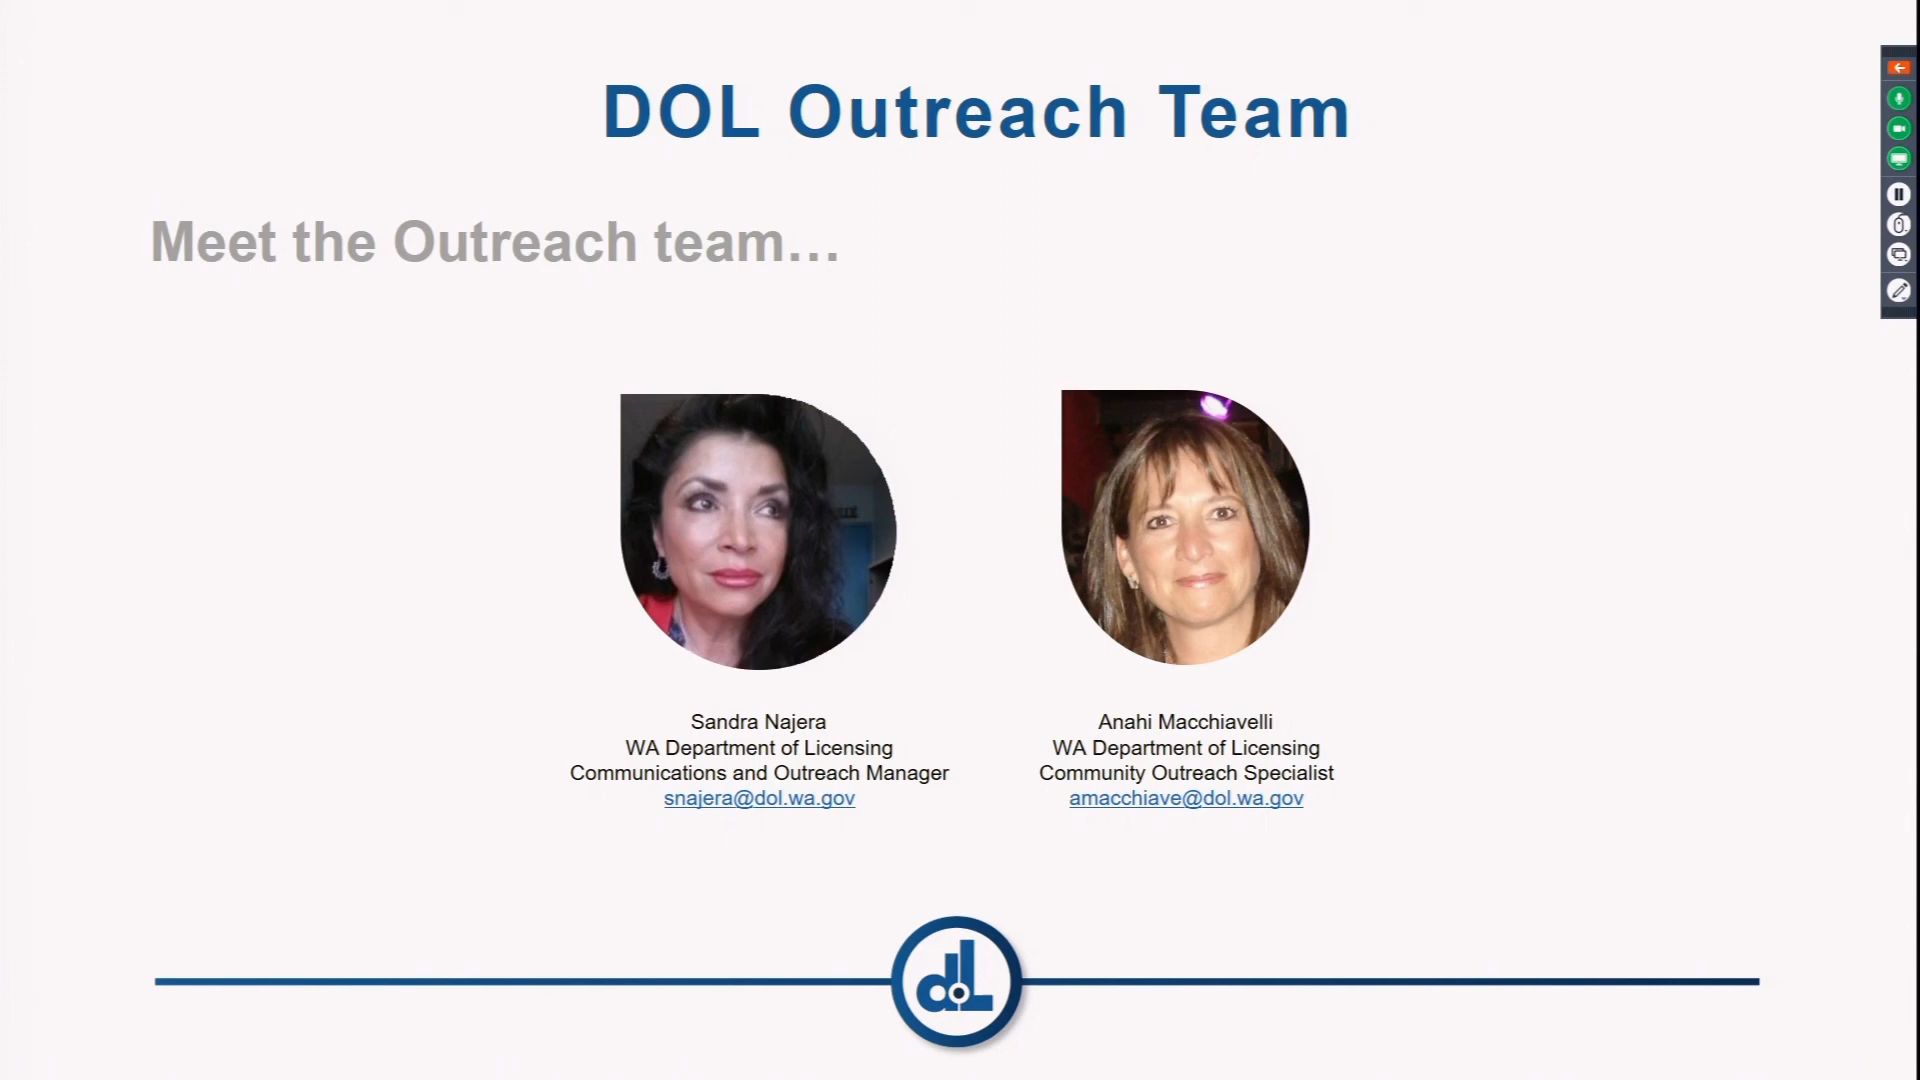 DOL Outreach Team
Meet the Outreach team…
Sandra Najera
WA Department of Licensing
Communications and Outreach Manager
snajera@dol.wa.gov
Anahi Macchiavelli
WA Department of Licensing
Community Outreach Specialist
amacchiave@dol.wa.gov
doL